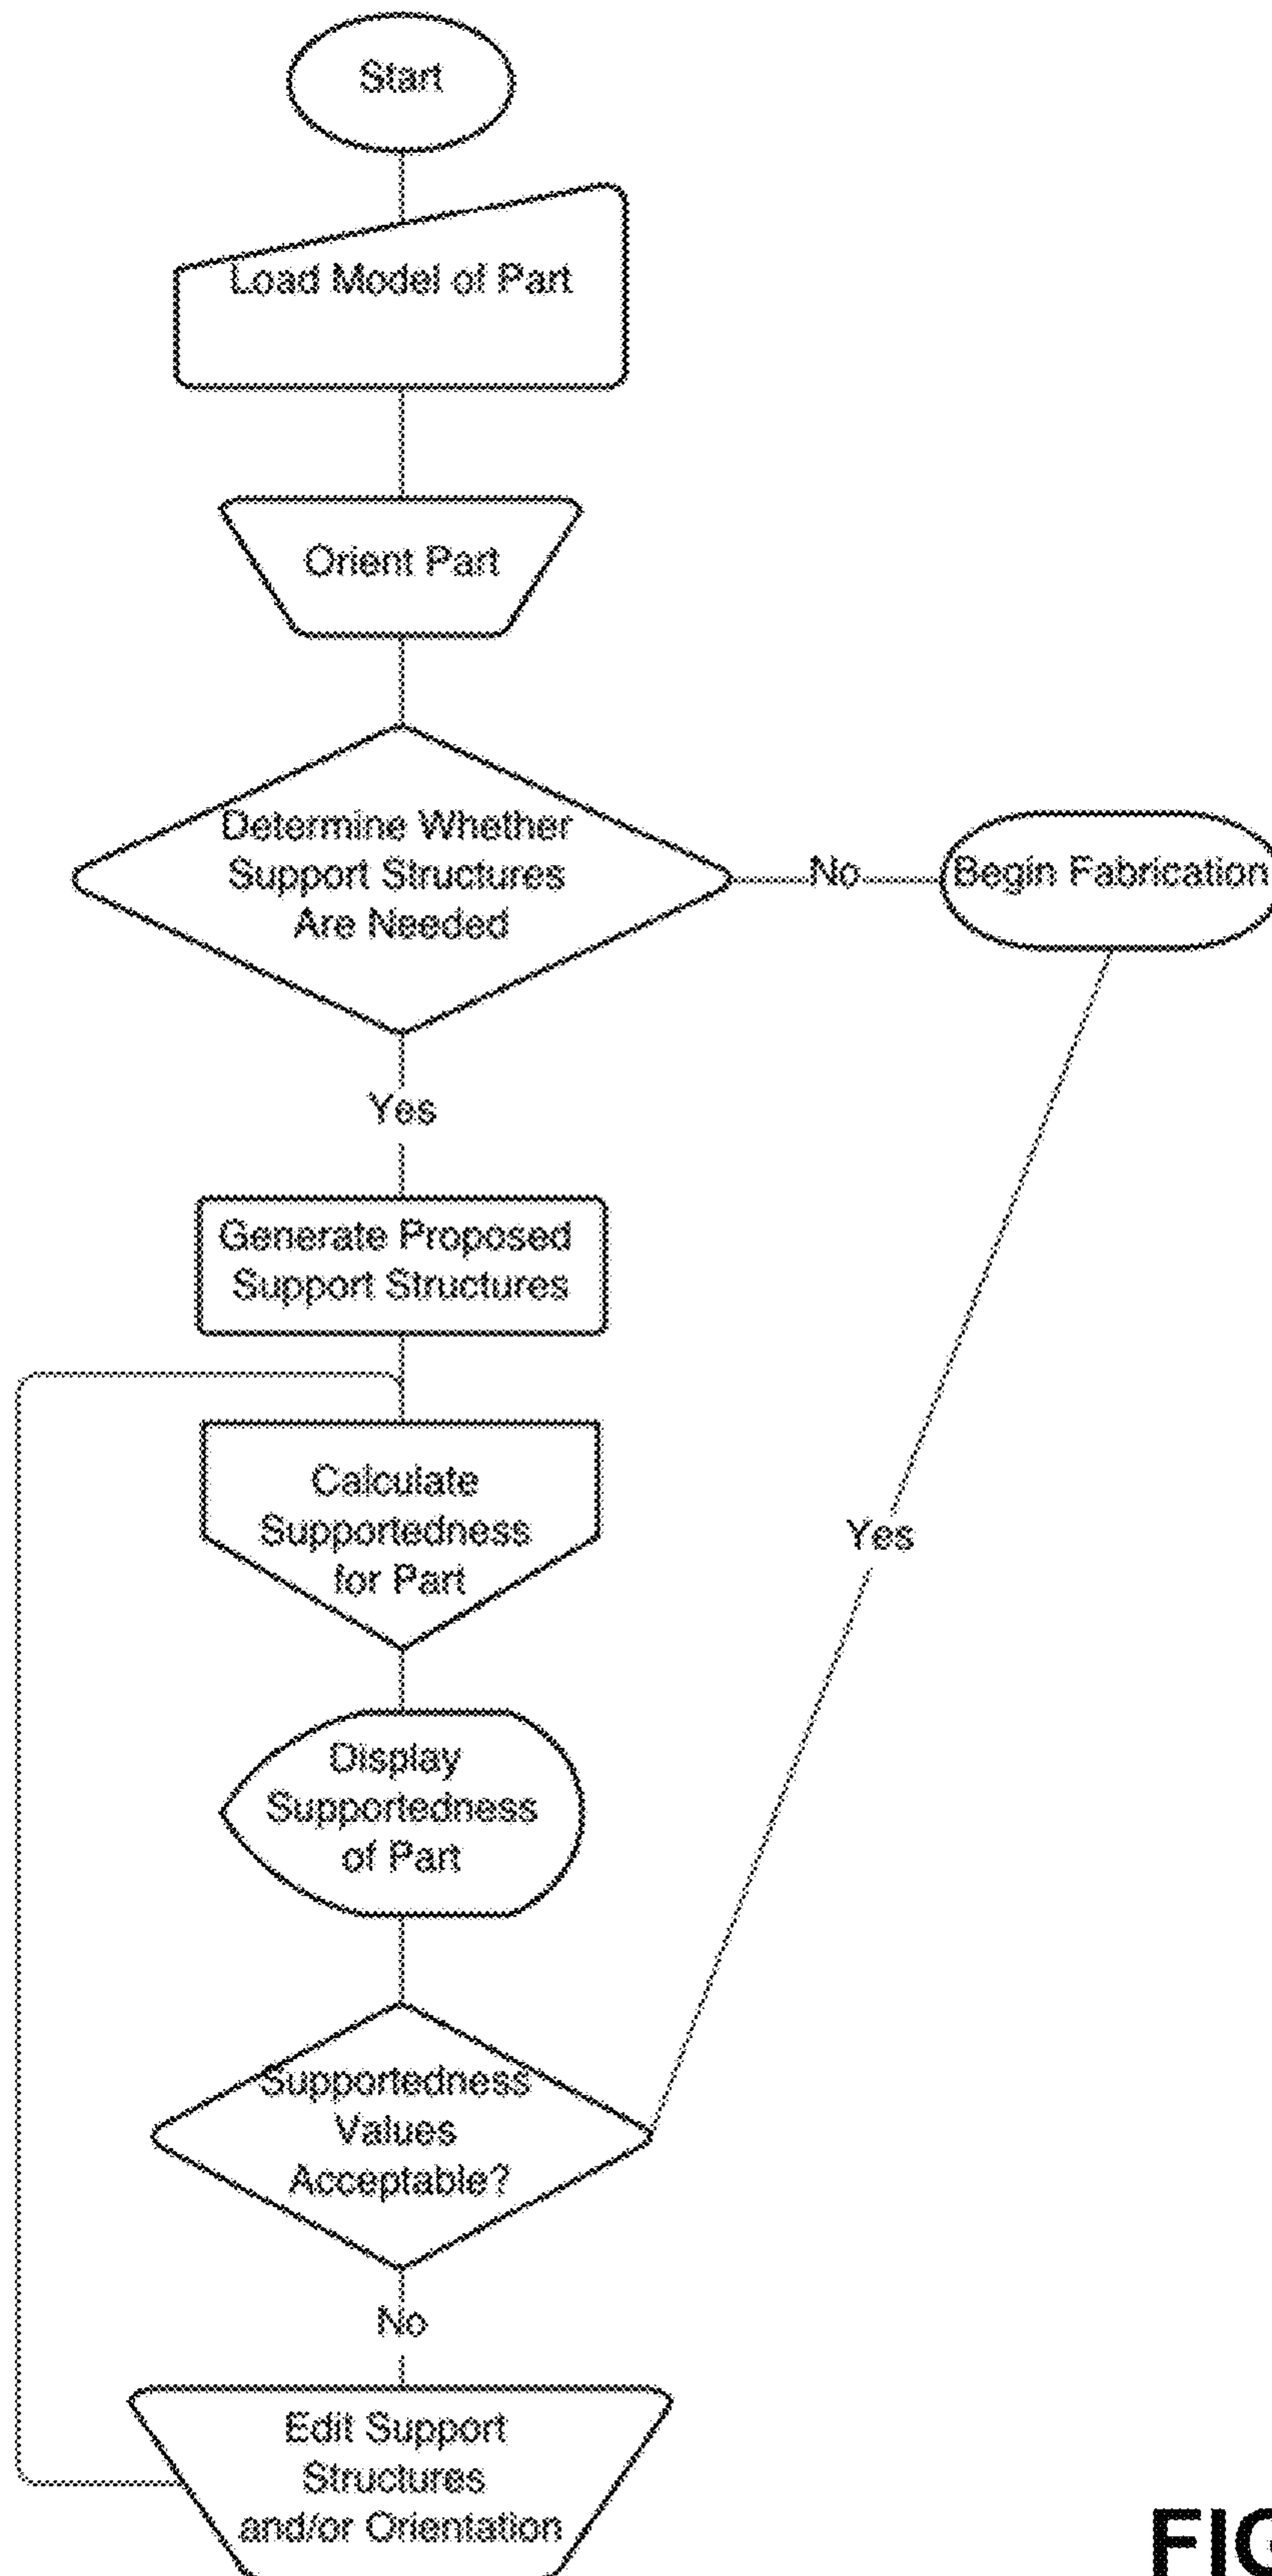 Start
Load Model of Part
Orient Part
Determine Whether
Support Structures
Are Needed
No
Begin Fabrication
Yes
Generate Proposed
Support Structures
Calculate
Supportedness
for Part
Yes
Display
Supportedness
of Part
Supportedness
Values
Acceptable?
No
Edit Support
Structures
and/or Orientation